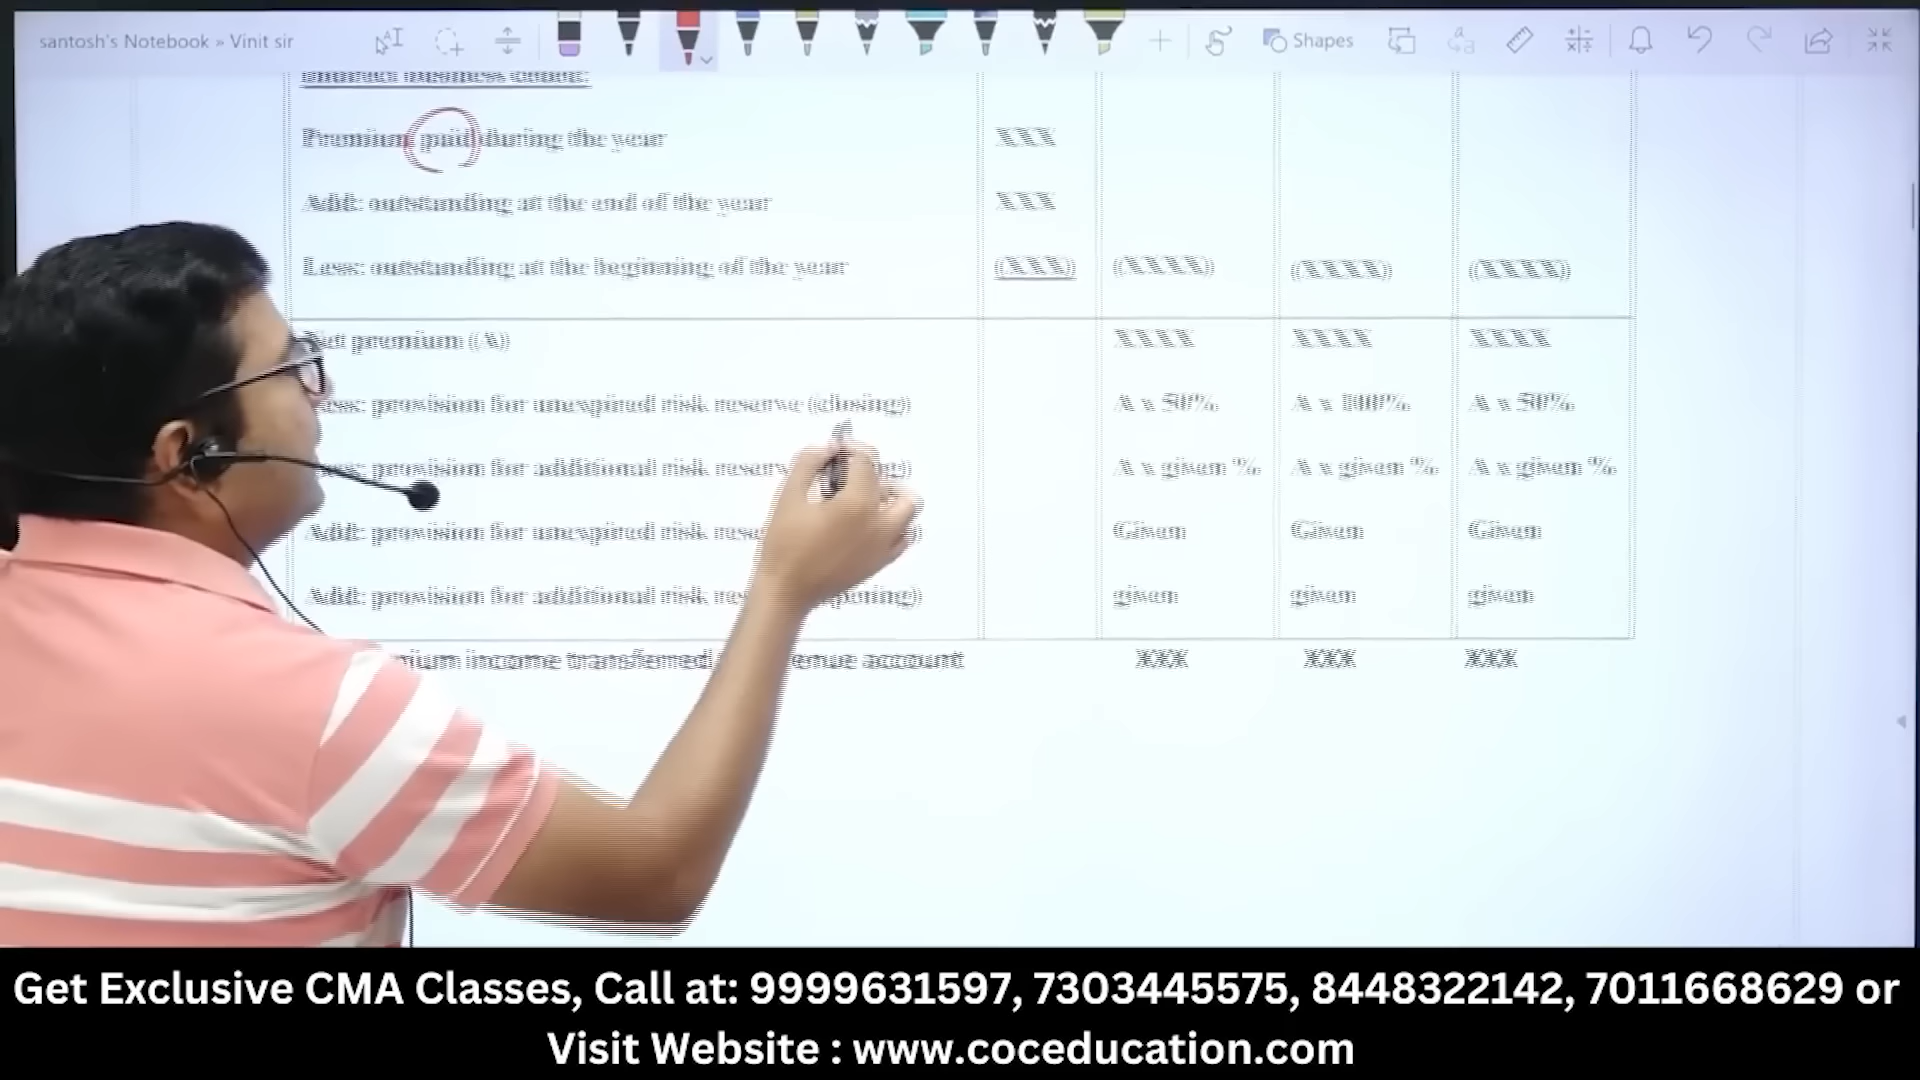 santosh's Notebook » Vinit sir
Shapes
Premium paid during the year XXX
Add: outstanding at the end of the year XXX
Less: outstanding at the beginning of the year (XXX) (XXXX) (XXXX) (XXXX)
Net premium (A) XXXX XXXX XXXX
Less: provision for unexpired risk reserve (closing) A x 50% A x 100% A x 50%
provision for additional risk A x given % A x given % A x given %
Add: provision for unexpired risk Given Given Given
Add: provision for additional risk given given given
income transferred account XXX XXX XXX
Get Exclusive CMA Classes, Call at: 9999631597, 7303445575, 8448322142, 7011668629 or
Visit Website : www.coceducation.com